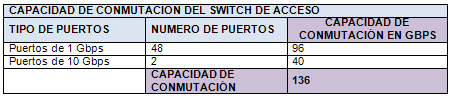 CAPACIDAD DE CONMUTACION DEL SWITCH DE ACCESO
TIPO DE PUERTOS NUMERO DE PUERTOS CAPACIDAD DE CONMUTACIÓN EN GBPS
Puertos de 1 Gbps 48 96
Puertos de 10 Gbps 2 40
CAPACIDAD DE CONMUTACIÓN 136